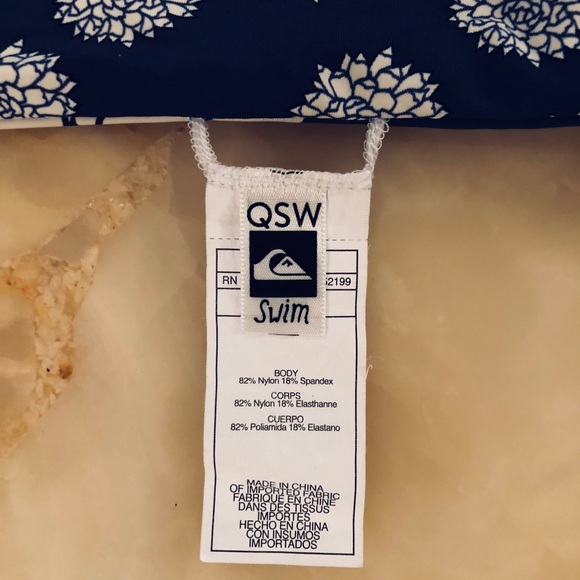 QSW
Swim
RN 52199
BODY
82% Nylon 18% Spandex
CORPS
82% Nylon 18% Elasthanne
CUERPO
82% Poliamida 18% Elastano
MADE IN CHINA
OF IMPORTED FABRIC
FABRIQUE EN CHINE
DANS DES TISSUS
IMPORTES
HECHO EN CHINA
CON INSUMOS
IMPORTADOS